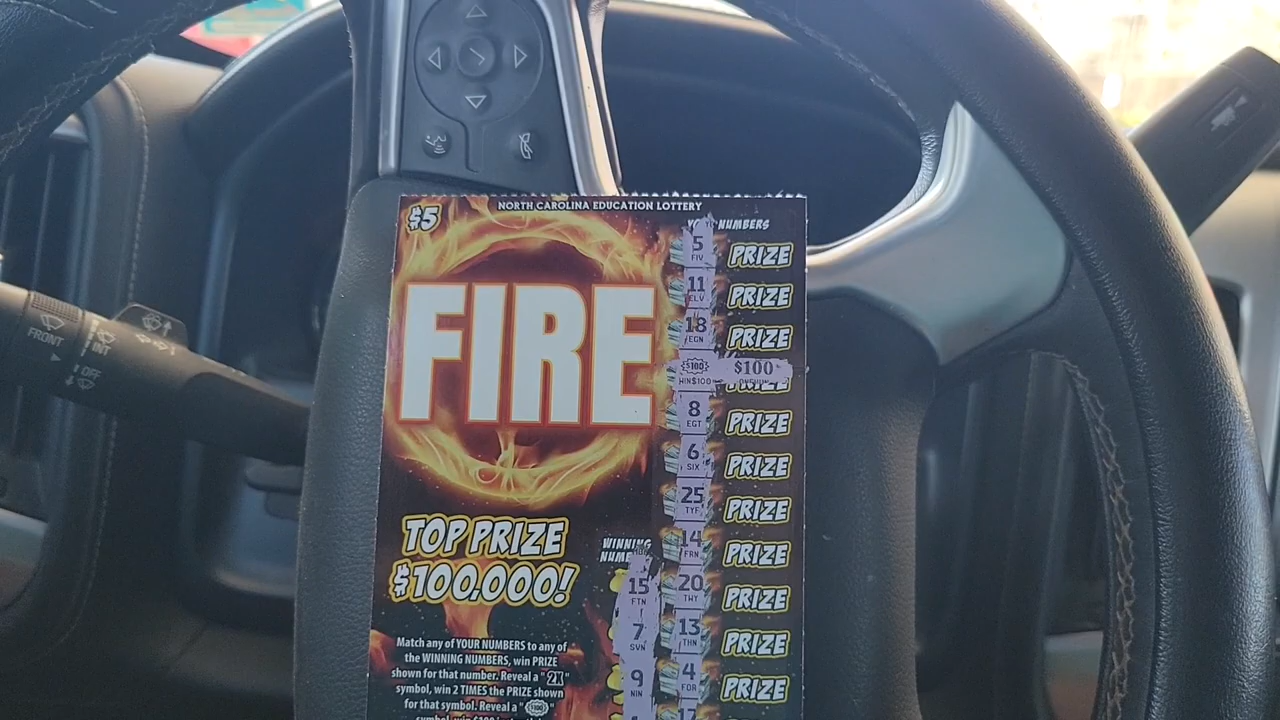 NORTH CAROLINA EDUCATION LOTTERY
$5
NUMBERS
5
FIV
PRIZE
11
ELV
PRIZE
FIRE
18
EGN
PRIZE
$100
WIN$100
$100
8
EGT
PRIZE
6
SIX
PRIZE
25
TYF
PRIZE
TOP PRIZE
$100,000!
WINNING
14
FRN
PRIZE
15
FTN
20
TWY
PRIZE
7
SVN
13
THN
PRIZE
9
NIN
4
FOR
PRIZE
17
Match any of YOUR NUMBERS to any of
the WINNING NUMBERS, win PRIZE
shown for that number. Reveal a "2X"
symbol, win 2 TIMES the PRIZE shown
for that symbol. Reveal a "$100"
FRONT
INT
OFF